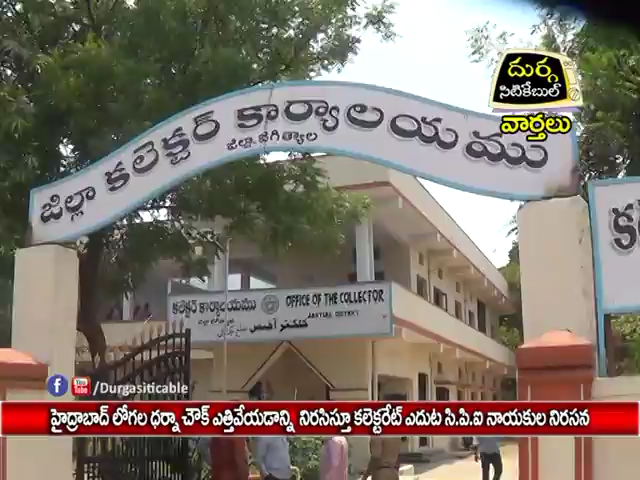 దుర్గ
సిటికేబుల్
వార్తలు
జిల్లా కలెక్టర్ కార్యాలయము
జిల్లా జగిత్యాల
కలెక్టర్ కార్యాలయము OFFICE OF THE COLLECTOR
JAGTIAL DISTRICT
/Durgasiticable
హైద్రాబాద్ లోగల ధర్నా చౌక్ ఎత్తివేయడాన్ని నిరసిస్తూ కలెక్టరేట్ ఎదుట సి.పి.ఐ నాయకుల నిరసన